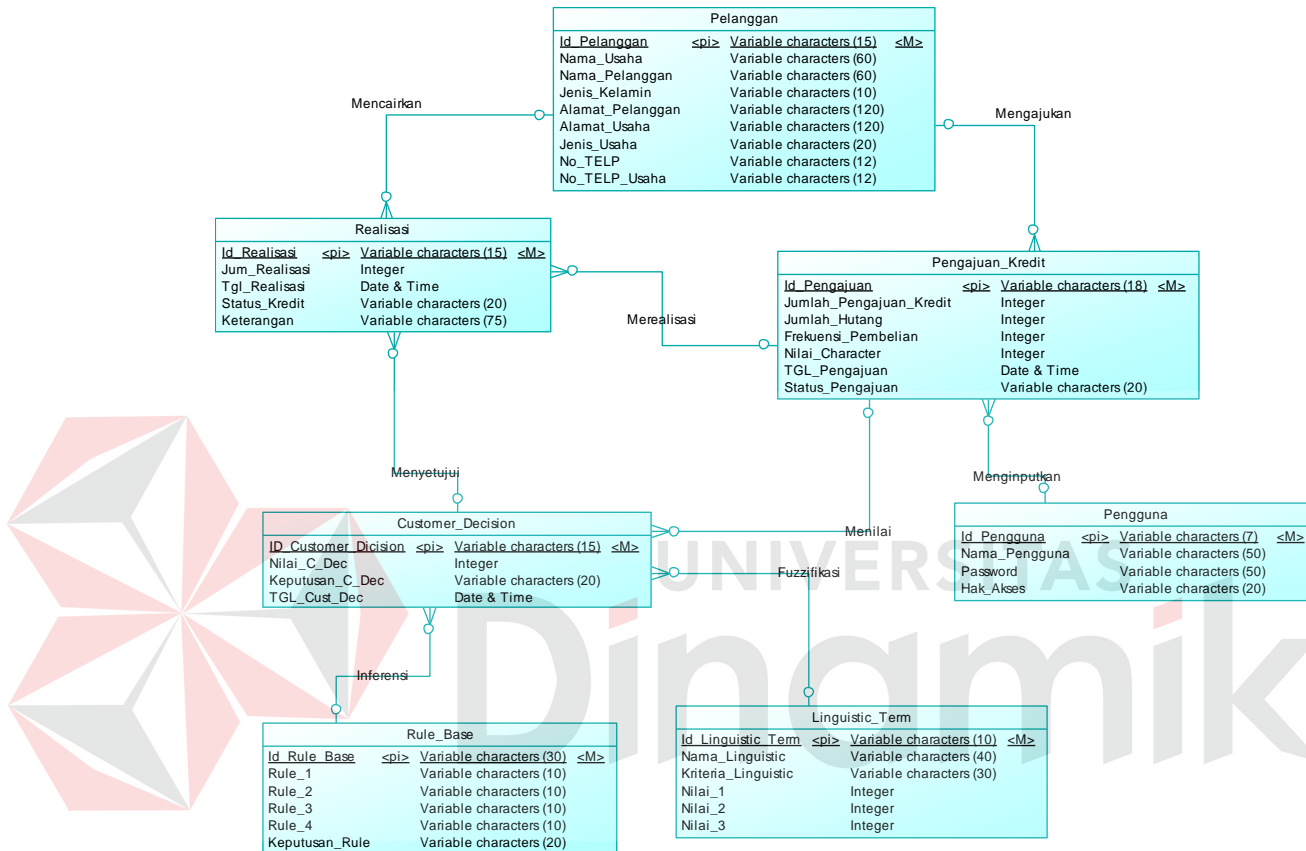 Pelanggan
Id_Pelanggan <pi> Variable characters (15) <M>
Nama_Usaha Variable characters (60)
Nama_Pelanggan Variable characters (60)
Jenis_Kelamin Variable characters (10)
Alamat_Pelanggan Variable characters (120)
Alamat_Usaha Variable characters (120)
Jenis_Usaha Variable characters (20)
No_TELP Variable characters (12)
No_TELP_Usaha Variable characters (12)
Mencairkan
Mengajukan
Realisasi
Id_Realisasi <pi> Variable characters (15) <M>
Jum_Realisasi Integer
Tgl_Realisasi Date & Time
Status_Kredit Variable characters (20)
Keterangan Variable characters (75)
Pengajuan_Kredit
Id_Pengajuan <pi> Variable characters (18) <M>
Jumlah_Pengajuan_Kredit Integer
Jumlah_Hutang Integer
Frekuensi_Pembelian Integer
Nilai_Character Integer
TGL_Pengajuan Date & Time
Status_Pengajuan Variable characters (20)
Merealisasi
Menyetujui
Menginputkan
Menilai
Customer_Decision
ID_Customer_Dicision <pi> Variable characters (15) <M>
Nilai_C_Dec Integer
Keputusan_C_Dec Variable characters (20)
TGL_Cust_Dec Date & Time
Pengguna
Id_Pengguna <pi> Variable characters (7) <M>
Nama_Pengguna Variable characters (50)
Password Variable characters (50)
Hak_Akses Variable characters (20)
Fuzzifikasi
UNIVERSITAS
Dinamik
Inferensi
Rule_Base
Id_Rule_Base <pi> Variable characters (30) <M>
Rule_1 Variable characters (10)
Rule_2 Variable characters (10)
Rule_3 Variable characters (10)
Rule_4 Variable characters (10)
Keputusan_Rule Variable characters (20)
Linguistic_Term
Id_Linguistic_Term <pi> Variable characters (10) <M>
Nama_Linguistic Variable characters (40)
Kriteria_Linguistic Variable characters (30)
Nilai_1 Integer
Nilai_2 Integer
Nilai_3 Integer